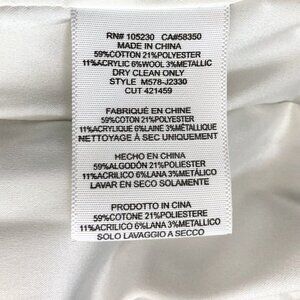 RN# 105230 CA#58350
MADE IN CHINA
59%COTTON 21%POLYESTER
11%ACRYLIC 6%WOOL 3%METALLIC
DRY CLEAN ONLY
STYLE M578-J2330
CUT 421459
FABRIQUÉ EN CHINE
59%COTON 21%POLYESTER
11%ACRYLIQUE 6%LAINE 3%MÉTALLIQUE
NETTOYAGE À SEC UNIQUEMENT
HECHO EN CHINA
59%ALGODÓN 21%POLIESTER
11%ACRILICO 6%LANA 3%METÁLICO
LAVAR EN SECO SOLAMENTE
PRODOTTO IN CINA
59%COTONE 21%POLIESTERE
11%ACRILICO 6%LANA 3%METALLICO
SOLO LAVAGGIO A SECCO